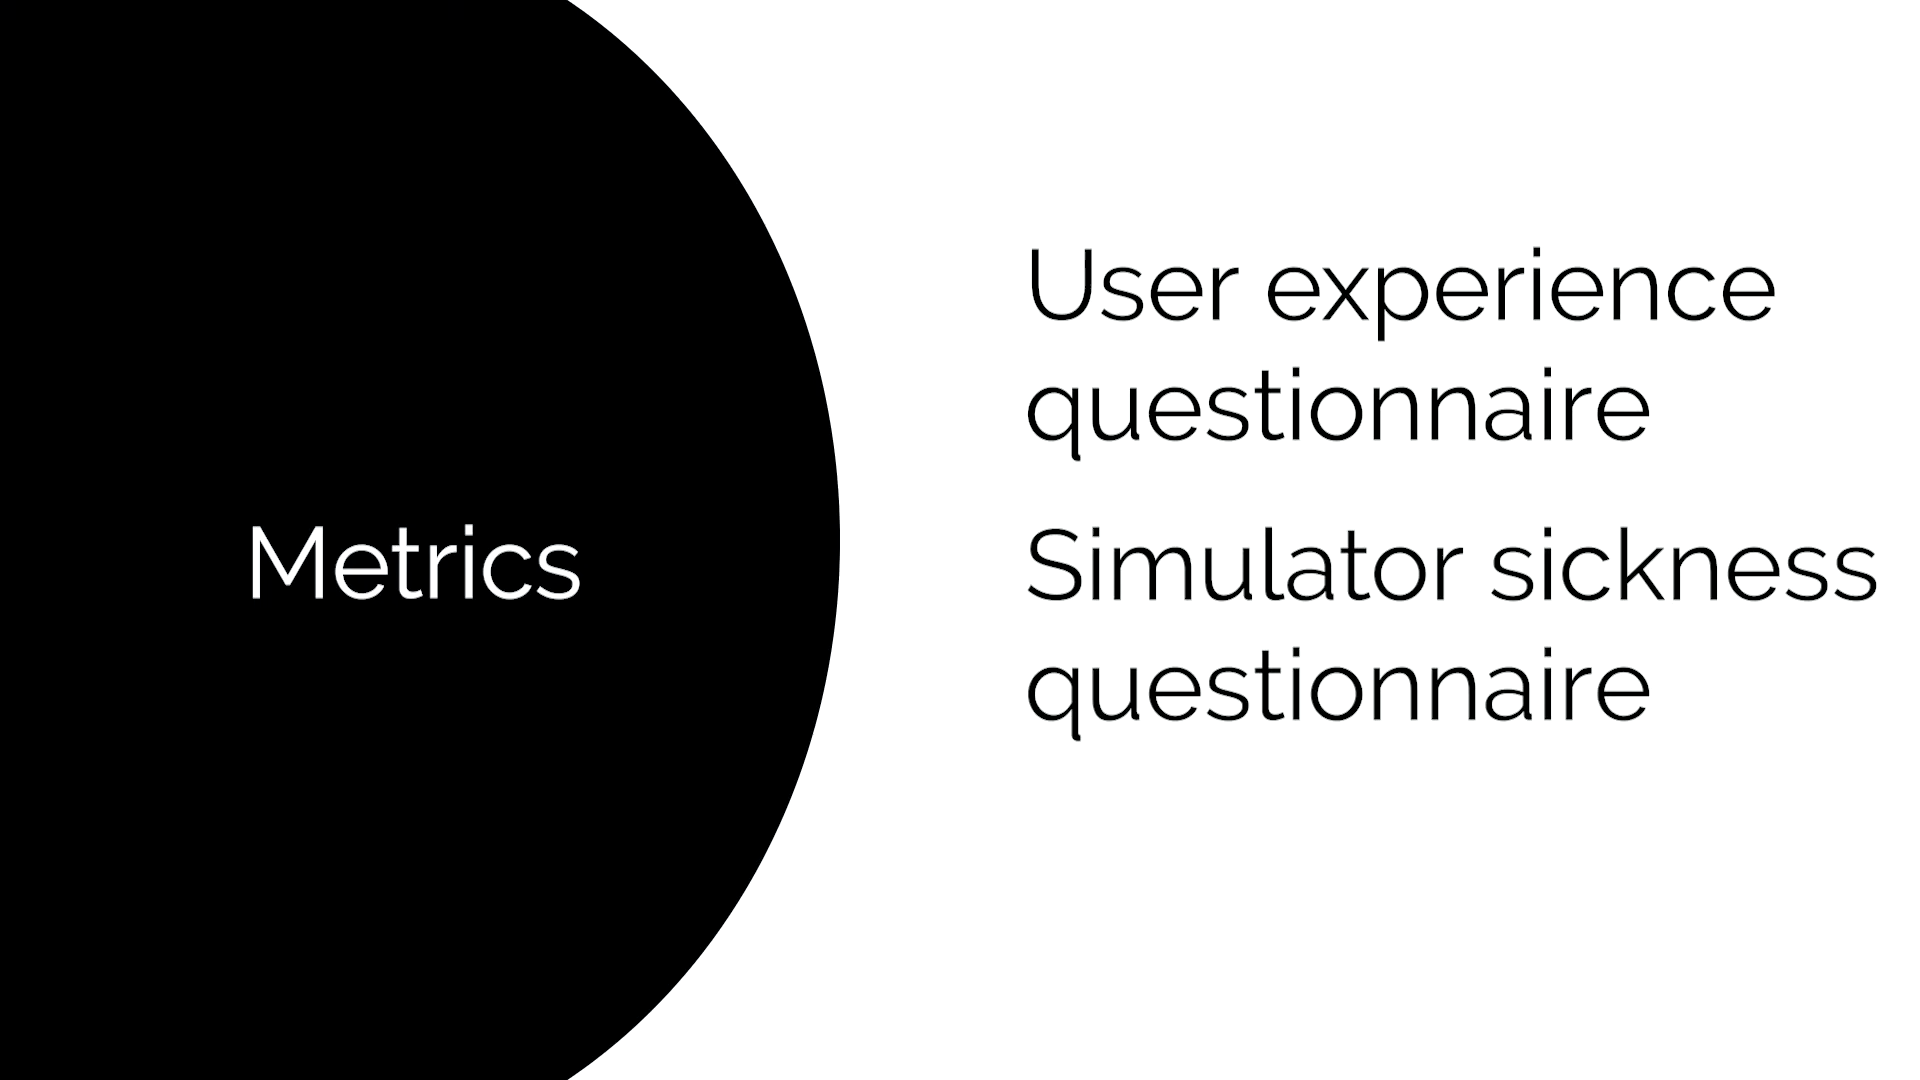 Metrics
User experience
questionnaire
Simulator sickness
questionnaire